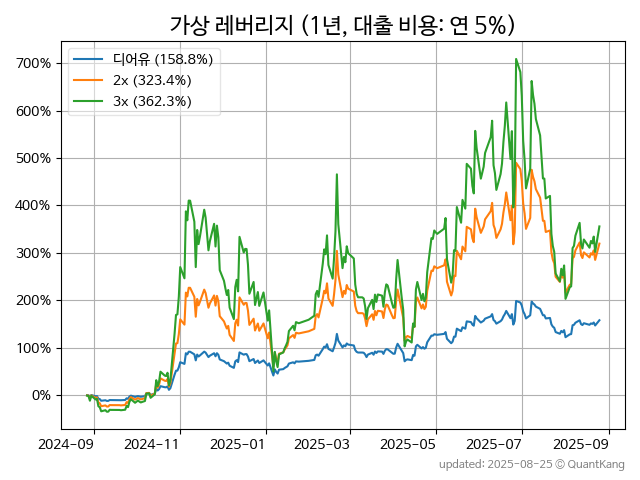 가상 레버리지 (1년, 대출 비용: 연 5%)
디어유 (158.8%)
2x (323.4%)
3x (362.3%)
700%
600%
500%
400%
300%
200%
100%
0%
2024-09 2024-11 2025-01 2025-03 2025-05 2025-07 2025-09
updated: 2025-08-25 © QuantKang